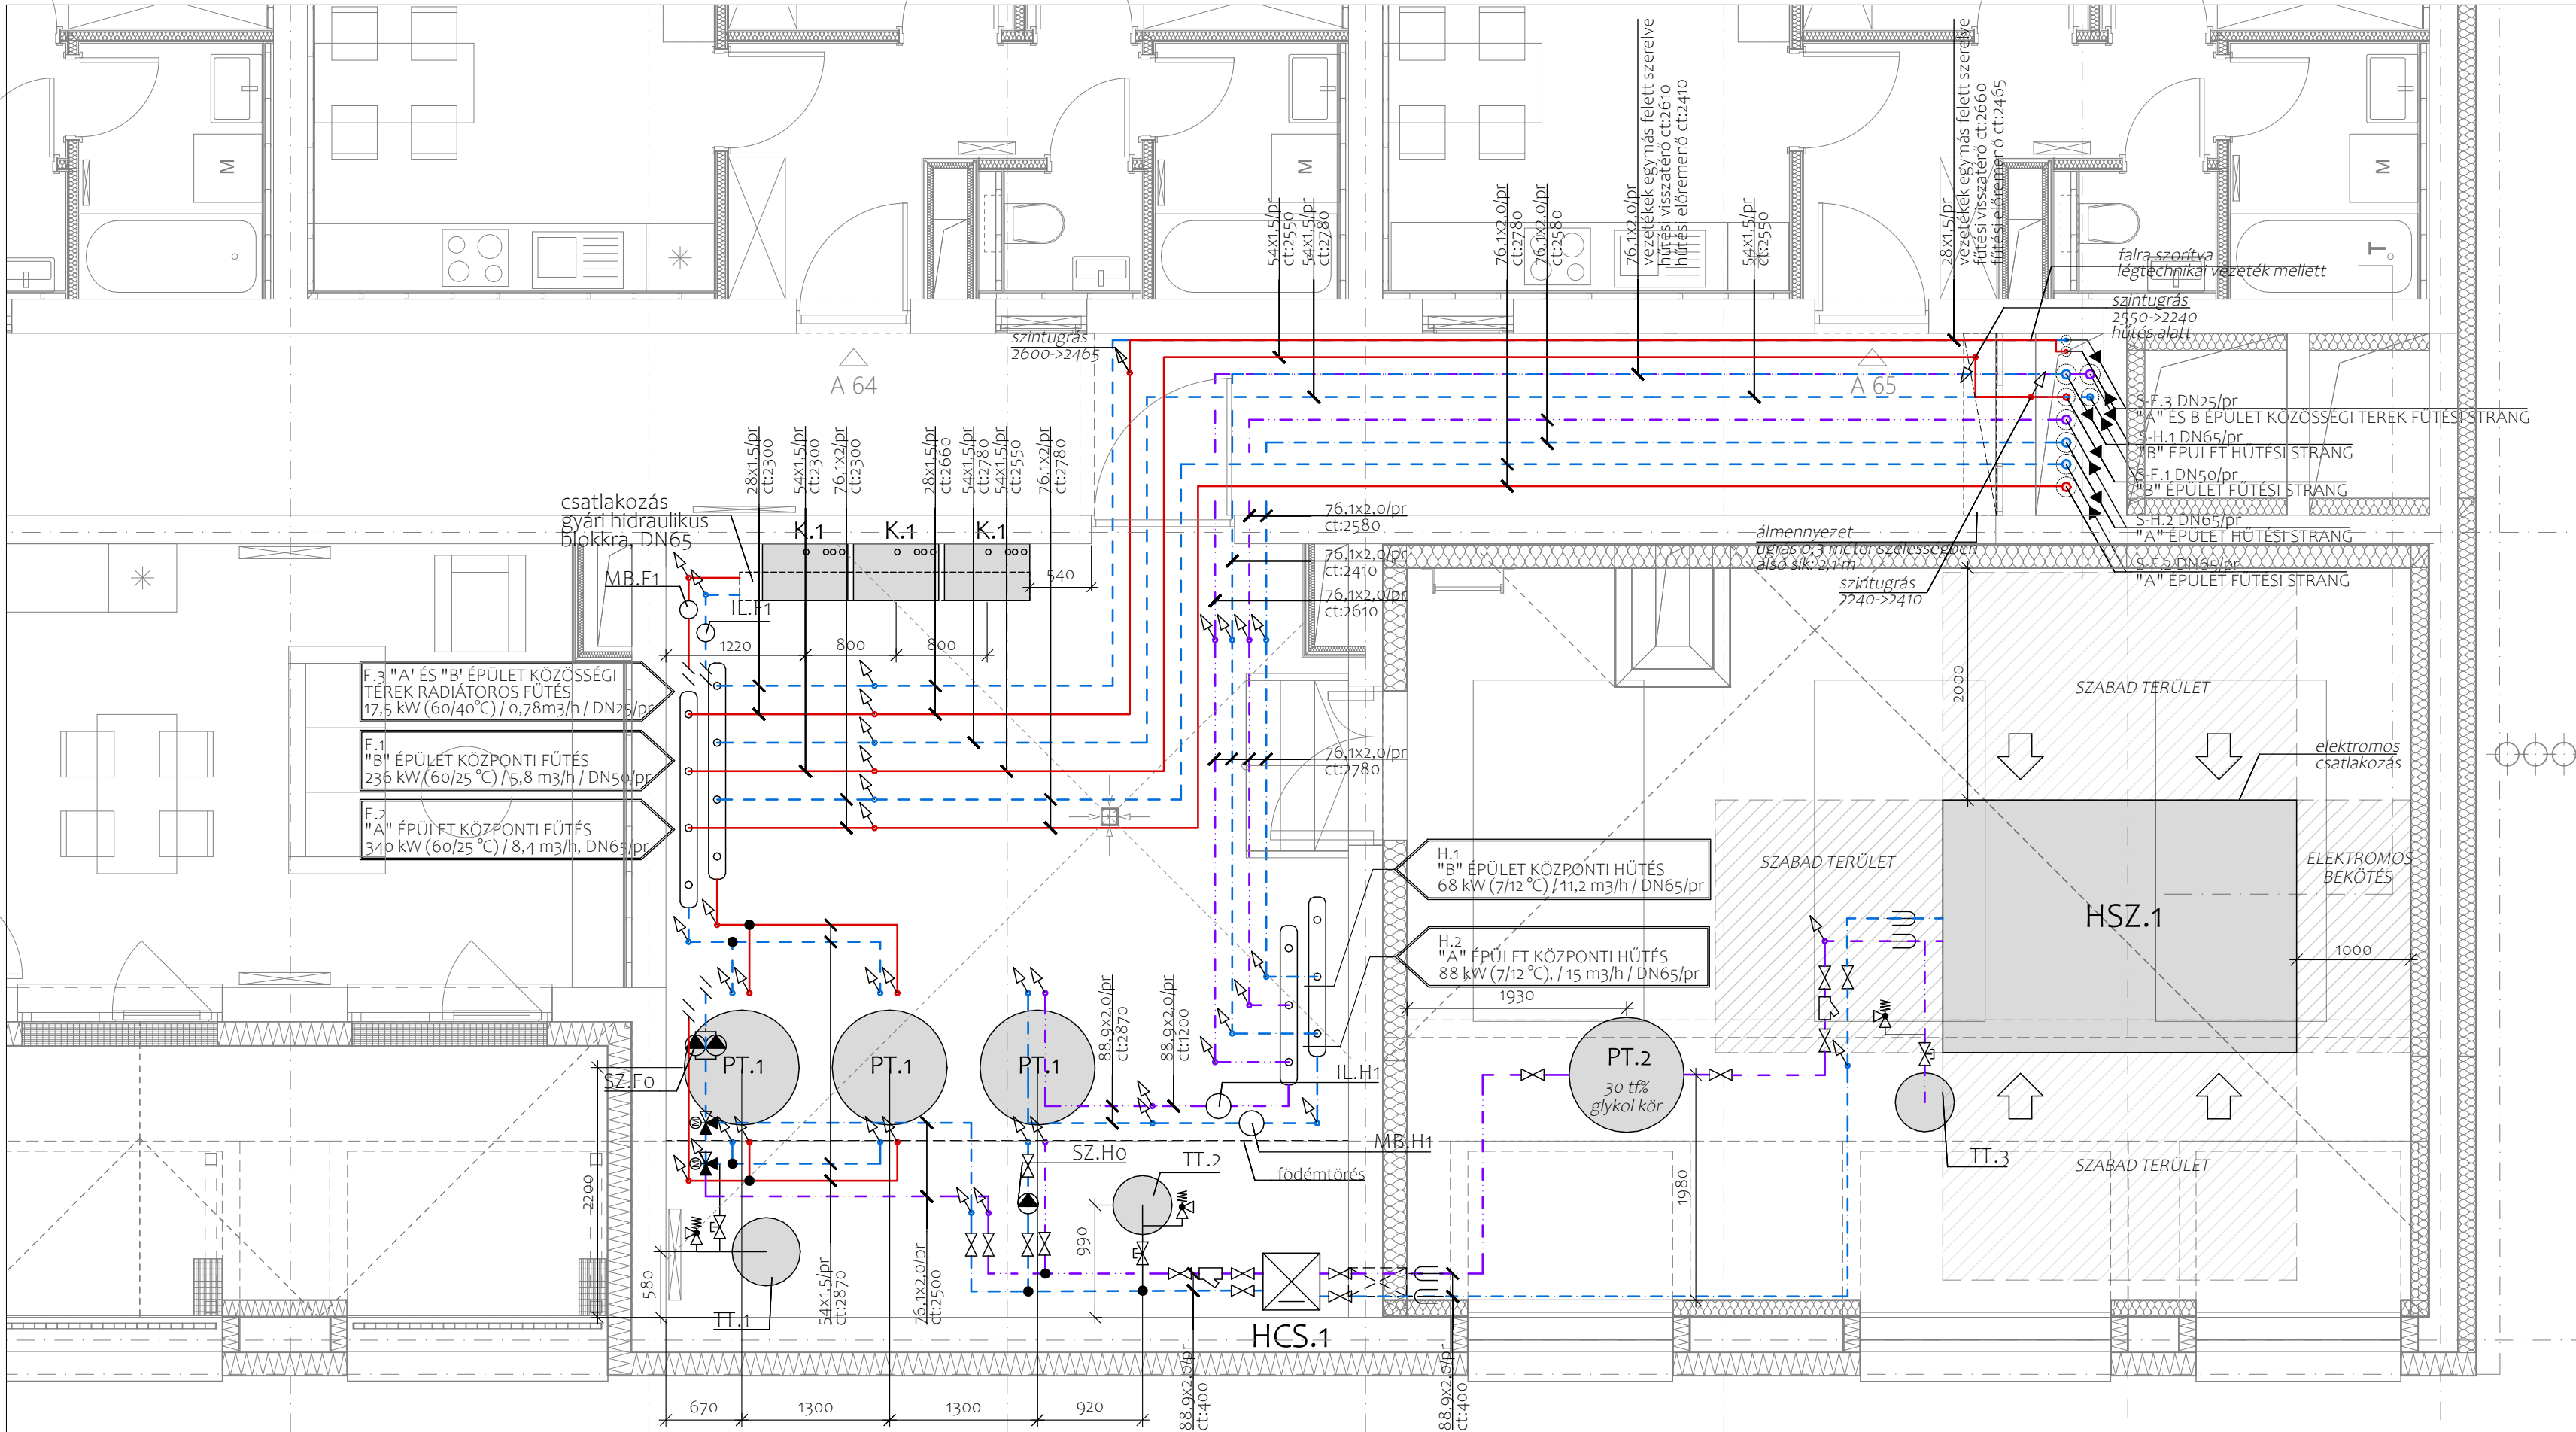 M
M
M
T
54x1,5/pr
ct:2550
54x1,5/pr
ct:2780
76,1x2,0/pr
ct:2780
76,1x2,0/pr
ct:2580
76,1x2,0/pr
vezetékek egymás felett szerelve
hűtési visszatérő ct:2610
hűtési előremenő ct:2410
54x1,5/pr
ct:2550
28x1,5/pr
vezetékek egymás felett szerelve
fűtési visszatérő ct:2660
fűtési előremenő ct:2465
falra szorítva
légtechnikai vezeték mellett
szintugrás
2550->2240
hűtés alatt
szintugrás
2600->2465
A 64
A 65
S-F.3 DN25/pr
"A" ÉS B ÉPÜLET KÖZÖSSÉGI TEREK FŰTÉSI STRANG
S-H.1 DN65/pr
"B" ÉPÜLET HŰTÉSI STRANG
S-F.1 DN50/pr
"B" ÉPÜLET FŰTÉSI STRANG
S-H.2 DN65/pr
"A" ÉPÜLET HŰTÉSI STRANG
S-F.2 DN65/pr
"A" ÉPÜLET FŰTÉSI STRANG
28x1,5/pr
ct:2300
54x1,5/pr
ct:2300
76,1x2/pr
ct:2300
28x1,5/pr
ct:2660
54x1,5/pr
ct:2780
54x1,5/pr
ct:2550
76,1x2/pr
ct:2780
csatlakozás
gyári hidraulikus
blokkra, DN65
K.1
K.1
K.1
540
76,1x2,0/pr
ct:2580
76,1x2,0/pr
ct:2410
76,1x2,0/pr
ct:2610
álmennyezet
ugrás 0,3 méter szélességben
alsó sík: 2,1 m
szintugrás
2240->2410
MB.F1
IL.F1
1220
800
800
F.3 "A' ÉS "B' ÉPÜLET KÖZÖSSÉGI
TEREK RADIÁTOROS FŰTÉS
17,5 kW (60/40°C) / 0,78m3/h / DN25/pr
F.1
"B" ÉPÜLET KÖZPONTI FŰTÉS
236 kW (60/25 °C) / 5,8 m3/h / DN50/pr
F.2
"A" ÉPÜLET KÖZPONTI FŰTÉS
340 kW (60/25 °C) / 8,4 m3/h, DN65/pr
76,1x2,0/pr
ct:2780
2000
SZABAD TERÜLET
elektromos
csatlakozás
H.1
"B" ÉPÜLET KÖZPONTI HŰTÉS
68 kW (7/12 °C) / 11,2 m3/h / DN65/pr
H.2
"A" ÉPÜLET KÖZPONTI HŰTÉS
88 kW (7/12 °C), / 15 m3/h / DN65/pr
SZABAD TERÜLET
ELEKTROMOS
BEKÖTÉS
HSZ.1
1000
1930
88,9x2,0/pr
ct:2870
88,9x2,0/pr
ct:1200
PT.1
PT.1
PT.1
PT.2
30 tf%
glykol kör
SZ.F0
IL.H1
MB.H1
M
M
SZ.H0
TT.2
födémtörés
TT.3
SZABAD TERÜLET
2200
580
990
1980
TT.1
54x1,5/pr
ct:2870
76,1x2,0/pr
ct:2500
HCS.1
88,9x2,0/pr
ct:400
88,9x2,0/pr
ct:400
670
1300
1300
920